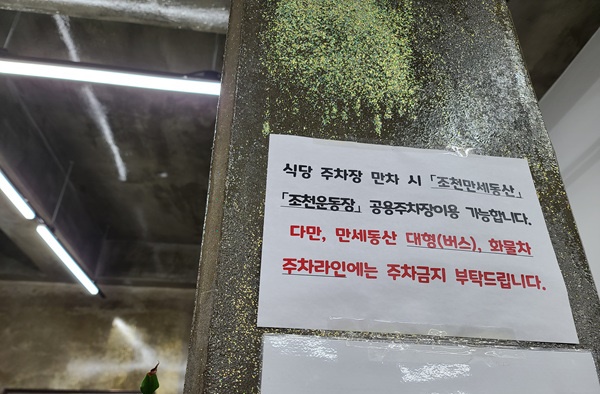 식당 주차장 만차 시 「조천만세동산」
「조천운동장」 공용주차장이용 가능합니다.
다만, 만세동산 대형(버스), 화물차
주차라인에는 주차금지 부탁드립니다.